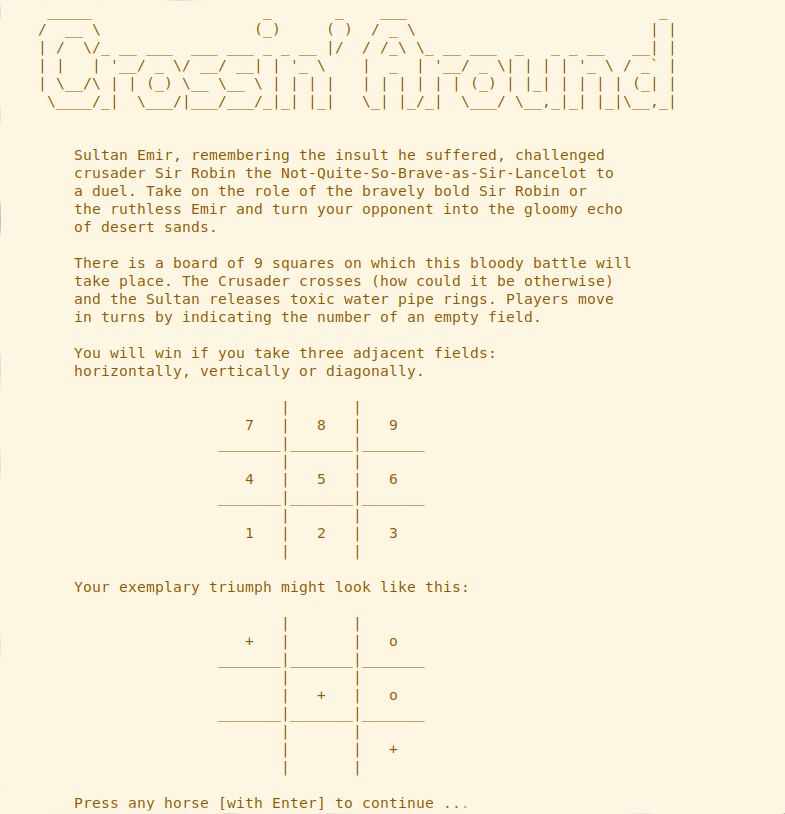 Crossin' Around
Sultan Emir, remembering the insult he suffered, challenged
crusader Sir Robin the Not-Quite-So-Brave-as-Sir-Lancelot to
a duel. Take on the role of the bravely bold Sir Robin or
the ruthless Emir and turn your opponent into the gloomy echo
of desert sands.
There is a board of 9 squares on which this bloody battle will
take place. The Crusader crosses (how could it be otherwise)
and the Sultan releases toxic water pipe rings. Players move
in turns by indicating the number of an empty field.
You will win if you take three adjacent fields:
horizontally, vertically or diagonally.
7 | 8 | 9
4 | 5 | 6
1 | 2 | 3
Your exemplary triumph might look like this:
+ | | o
| + | o
| | +
Press any horse [with Enter] to continue ...